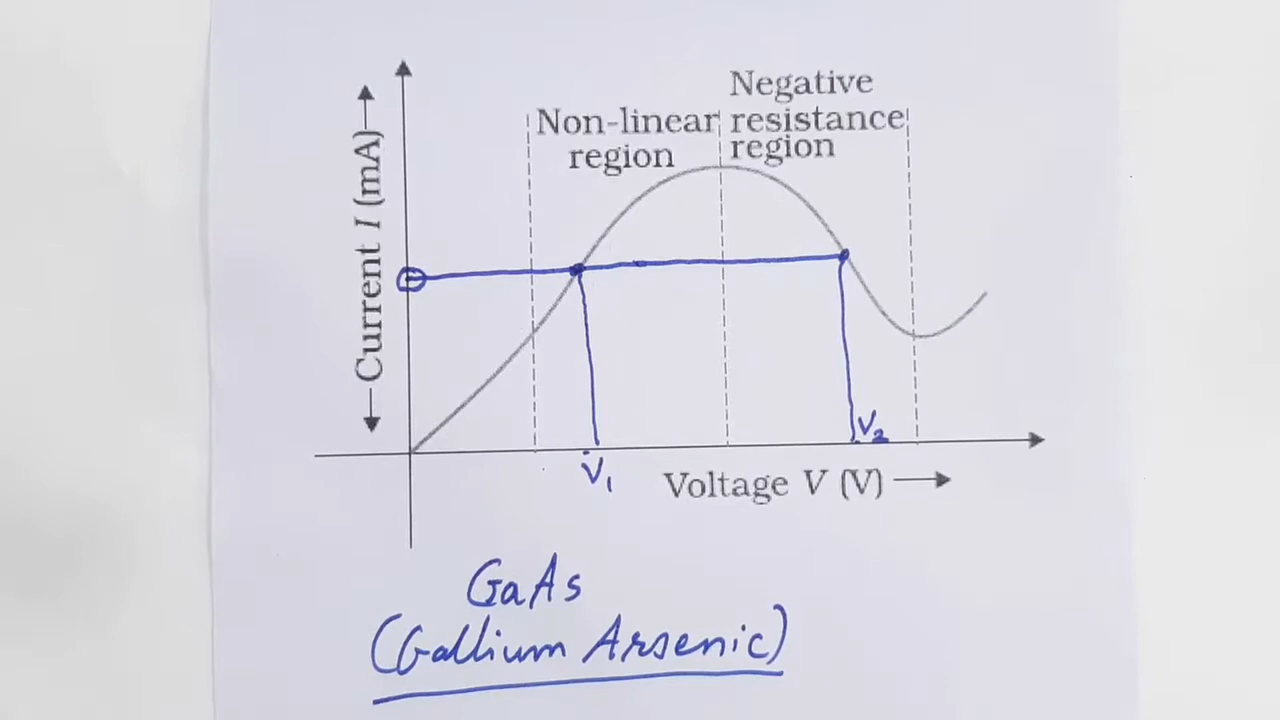 Negative
Non-linear resistance
region region
Current I (mA)
V₁
V₂
Voltage V (V)
GaAs
(Gallium Arsenic)